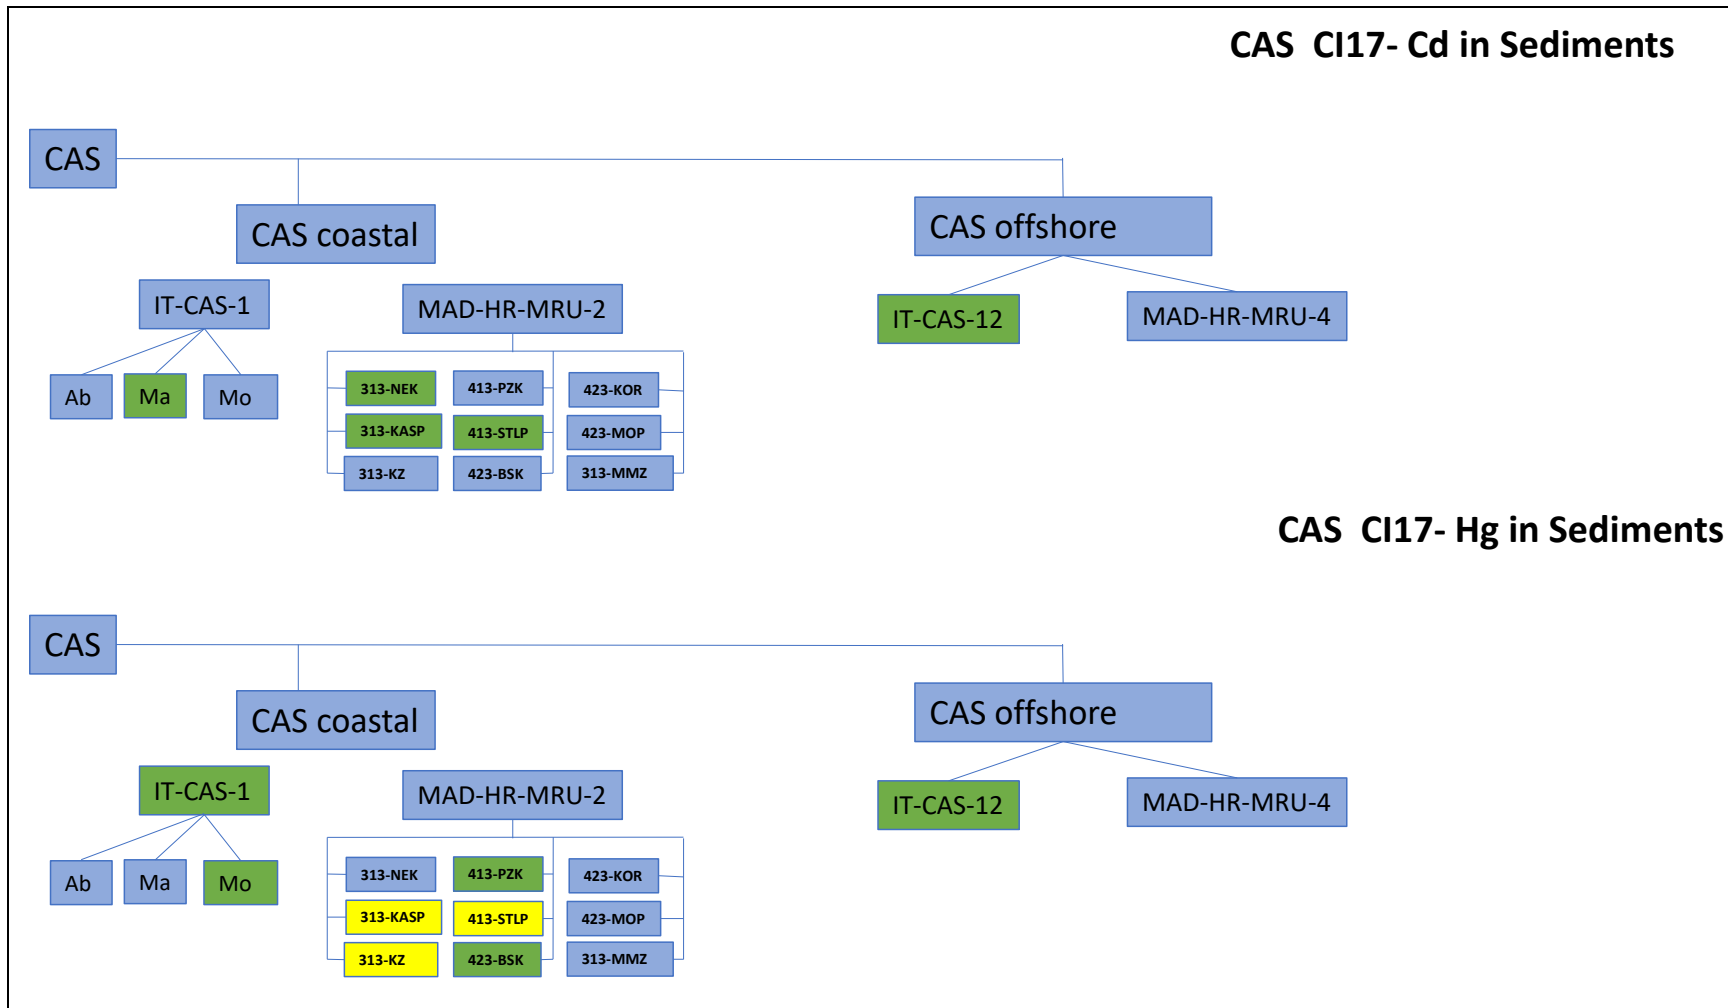 CAS CI17- Cd in Sediments
CAS
CAS coastal
CAS offshore
IT-CAS-1
MAD-HR-MRU-2
IT-CAS-12
MAD-HR-MRU-4
Ab
Ma
Mo
313-NEK
413-PZK
423-KOR
313-KASP
413-STLP
423-MOP
313-KZ
423-BSK
313-MMZ
CAS CI17- Hg in Sediments
CAS
CAS coastal
CAS offshore
IT-CAS-1
MAD-HR-MRU-2
IT-CAS-12
MAD-HR-MRU-4
Ab
Ma
Mo
313-NEK
413-PZK
423-KOR
313-KASP
413-STLP
423-MOP
313-KZ
423-BSK
313-MMZ